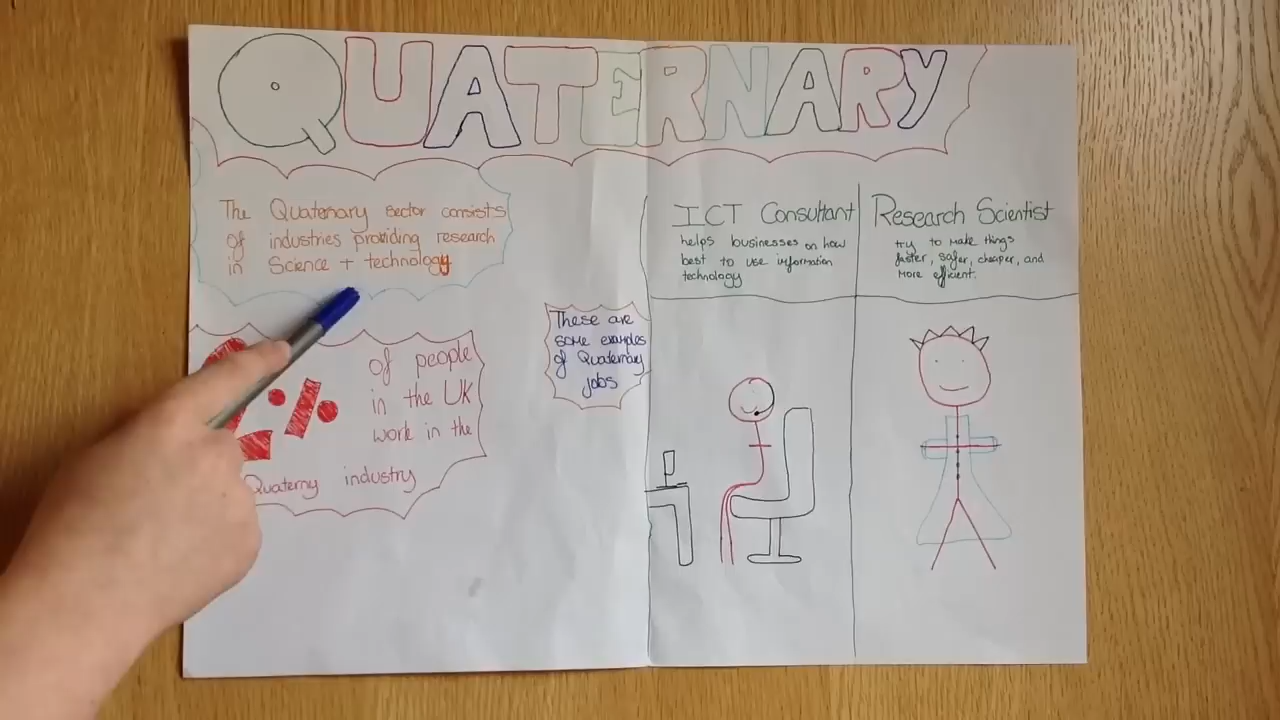 QUATERNARY
The Quatenary sector consists
of industries providing research
in Science + technology
%
of people
in the UK
work in the
Quaterny industry
These are
some examples
of Quaternary
jobs
ICT Consultant
helps businesses on how
best to use information
technology
Research Scientist
try to make things
faster, safer, cheaper, and
more efficient.